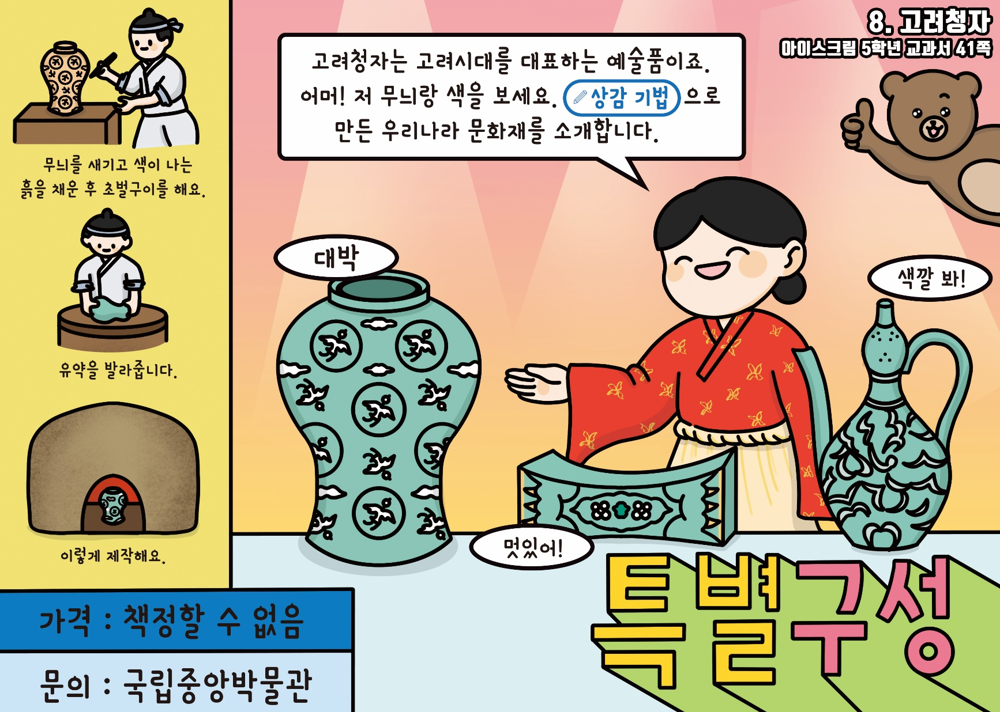 8. 고려청자
아이스크림 5학년 교과서 41쪽
고려청자는 고려시대를 대표하는 예술품이죠.
어머! 저 무늬랑 색을 보세요. 상감 기법으로
만든 우리나라 문화재를 소개합니다.
무늬를 새기고 색이 나는
흙을 채운 후 초벌구이를 해요.
유약을 발라줍니다.
이렇게 제작해요.
대박
색깔 봐!
멋있어!
특별구성
가격 : 책정할 수 없음
문의 : 국립중앙박물관